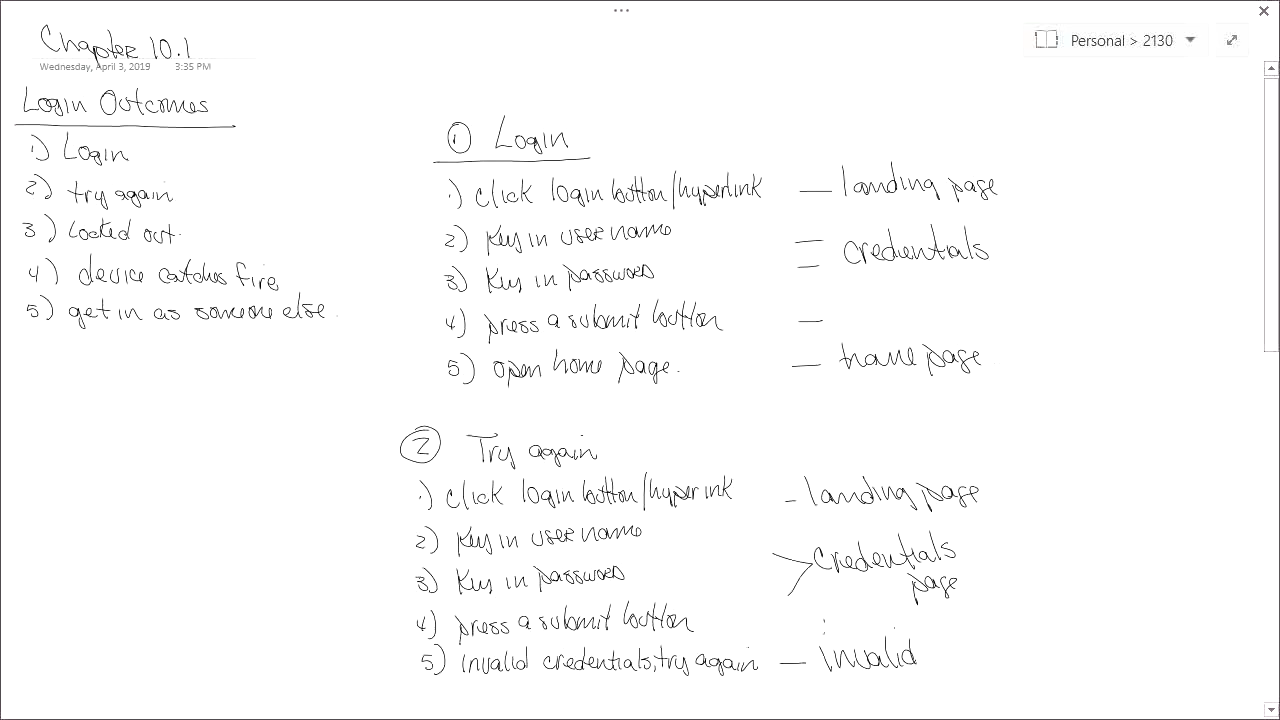 Personal > 2130
Chapter 10.1
Wednesday, April 3, 2019 3:35 PM
Login Outcomes
1) Login
2) try again
3) Locked out.
4) device catches fire
5) get in as someone else.
① Login
1) click login button/hyperlink — landing page
2) Key in user name —
3) Key in password — credentials
4) press a submit button —
5) open home page. — home page
② Try again
1) click login button/hyperink - landing page
2) Key in user name
3) Key in password > Credentials page
4) press a submit button
5) invalid credentials, try again — invalid